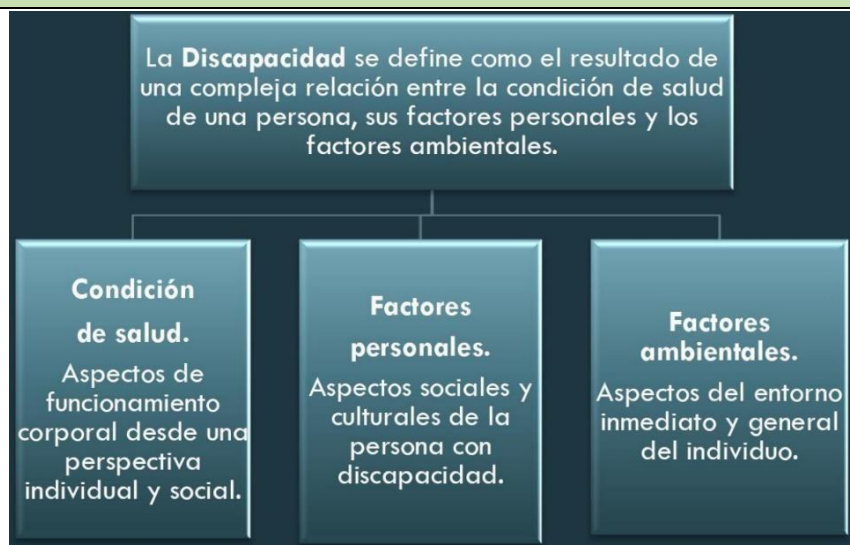 La Discapacidad se define como el resultado de
una compleja relación entre la condición de salud
de una persona, sus factores personales y los
factores ambientales.
Condición
de salud.
Aspectos de
funcionamiento
corporal desde una
perspectiva
individual y social.
Factores
personales.
Aspectos sociales y
culturales de la
persona con
discapacidad.
Factores
ambientales.
Aspectos del entorno
inmediato y general
del individuo.